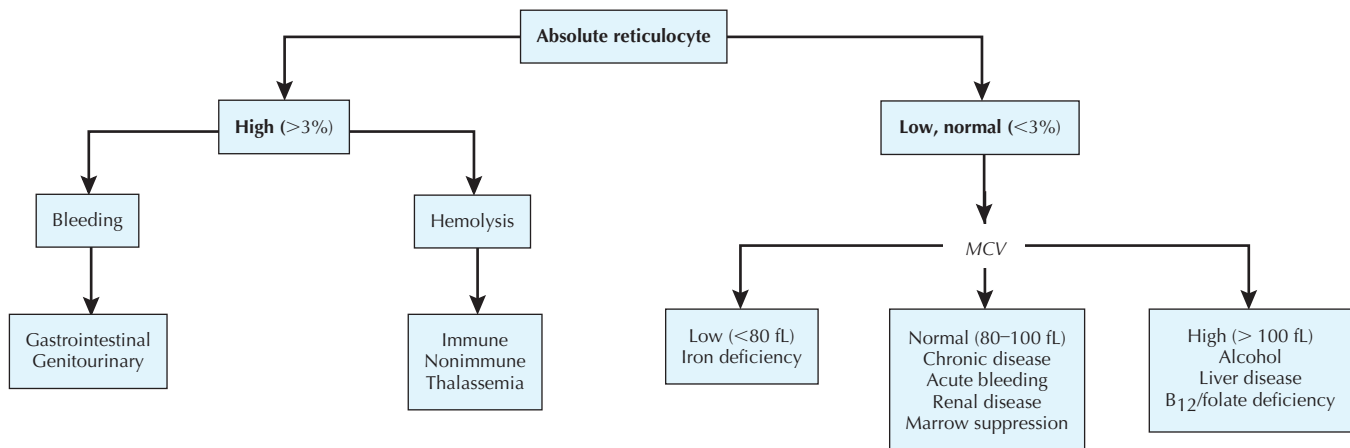 Absolute reticulocyte
High (>3%)
Low, normal (<3%)
Bleeding
Hemolysis
MCV
Gastrointestinal
Genitourinary
Immune
Nonimmune
Thalassemia
Low (<80 fL)
Iron deficiency
Normal (80–100 fL)
Chronic disease
Acute bleeding
Renal disease
Marrow suppression
High (> 100 fL)
Alcohol
Liver disease
B12/folate deficiency